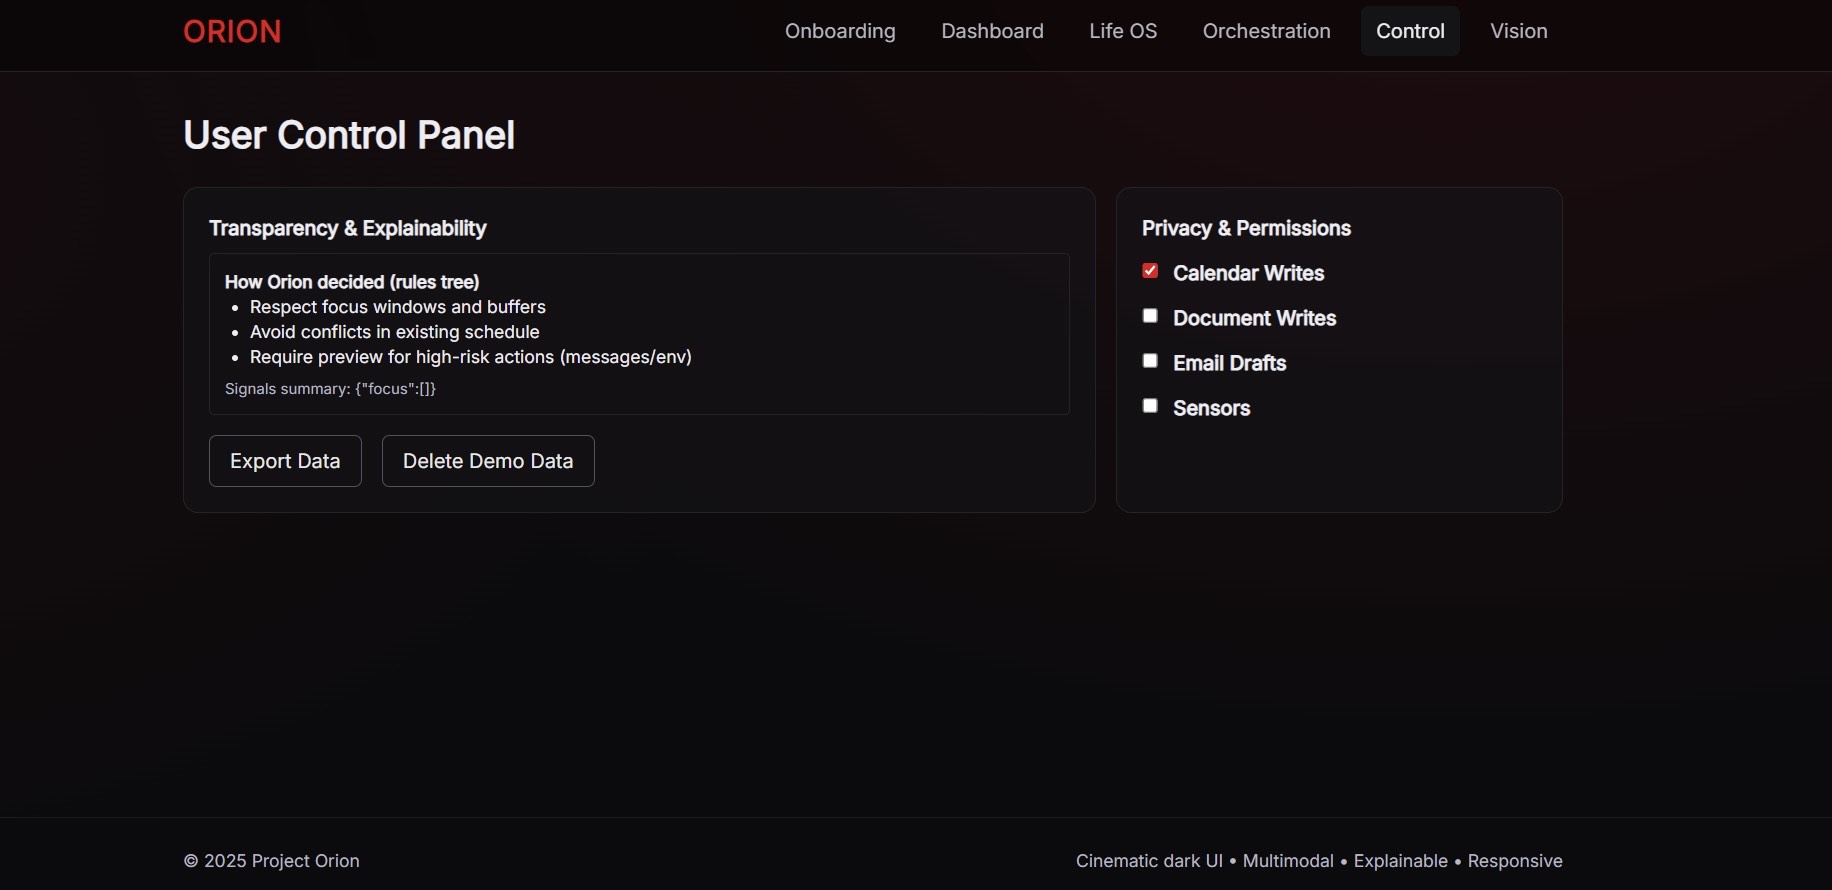 ORION
Onboarding Dashboard Life OS Orchestration Control Vision
User Control Panel
Transparency & Explainability
How Orion decided (rules tree)
• Respect focus windows and buffers
• Avoid conflicts in existing schedule
• Require preview for high-risk actions (messages/env)
Signals summary: {"focus":[]}
Export Data Delete Demo Data
Privacy & Permissions
Calendar Writes
Document Writes
Email Drafts
Sensors
© 2025 Project Orion
Cinematic dark UI • Multimodal • Explainable • Responsive